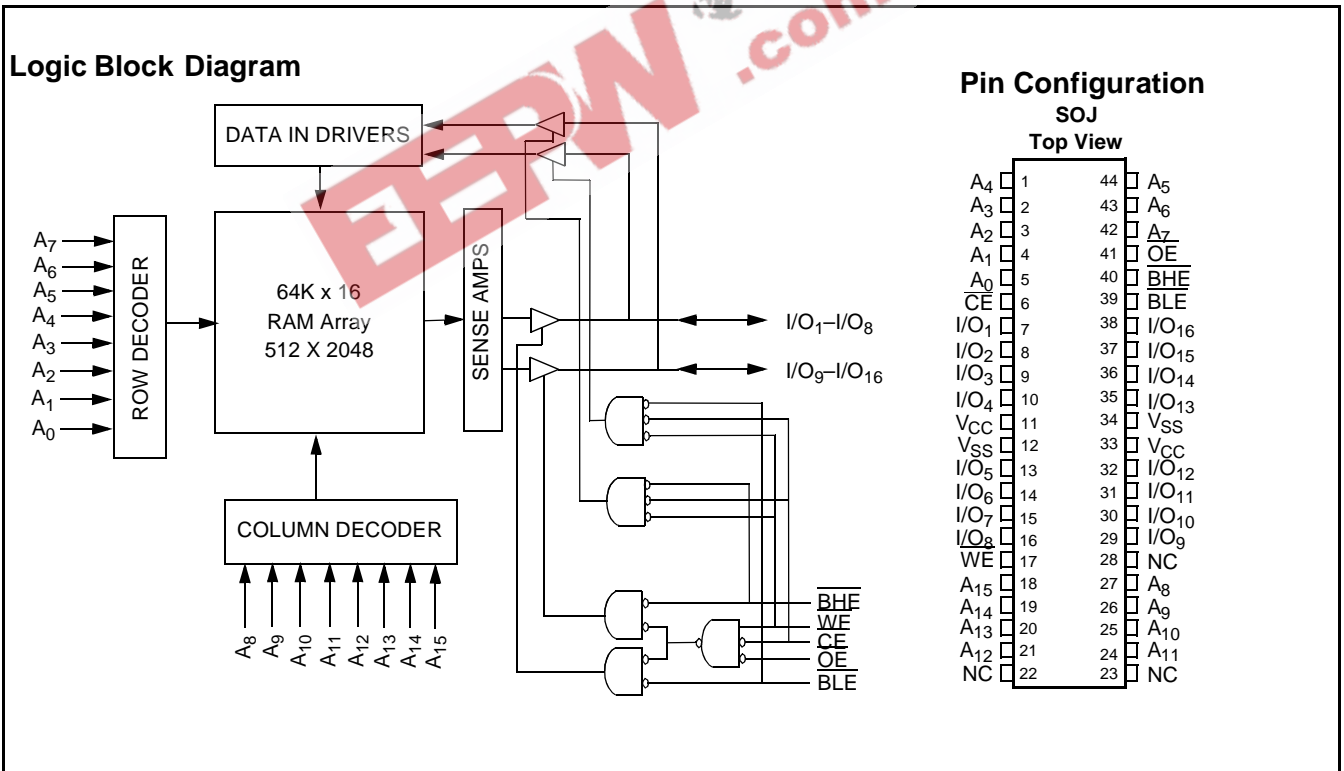 EEPW
.com
Logic Block Diagram
DATA IN DRIVERS
A7
A6
A5
A4
A3
A2
A1
A0
ROW DECODER
64K x 16
RAM Array
512 X 2048
SENSE AMPS
I/O1–I/O8
I/O9–I/O16
COLUMN DECODER
A8
A9
A10
A11
A12
A13
A14
A15
BHE
WE
CE
OE
BLE
Pin Configuration
SOJ
Top View
A4 1 44 A5
A3 2 43 A6
A2 3 42 A7
A1 4 41 OE
A0 5 40 BHE
CE 6 39 BLE
I/O1 7 38 I/O16
I/O2 8 37 I/O15
I/O3 9 36 I/O14
I/O4 10 35 I/O13
VCC 11 34 VSS
VSS 12 33 VCC
I/O5 13 32 I/O12
I/O6 14 31 I/O11
I/O7 15 30 I/O10
I/O8 16 29 I/O9
WE 17 28 NC
A15 18 27 A8
A14 19 26 A9
A13 20 25 A10
A12 21 24 A11
NC 22 23 NC